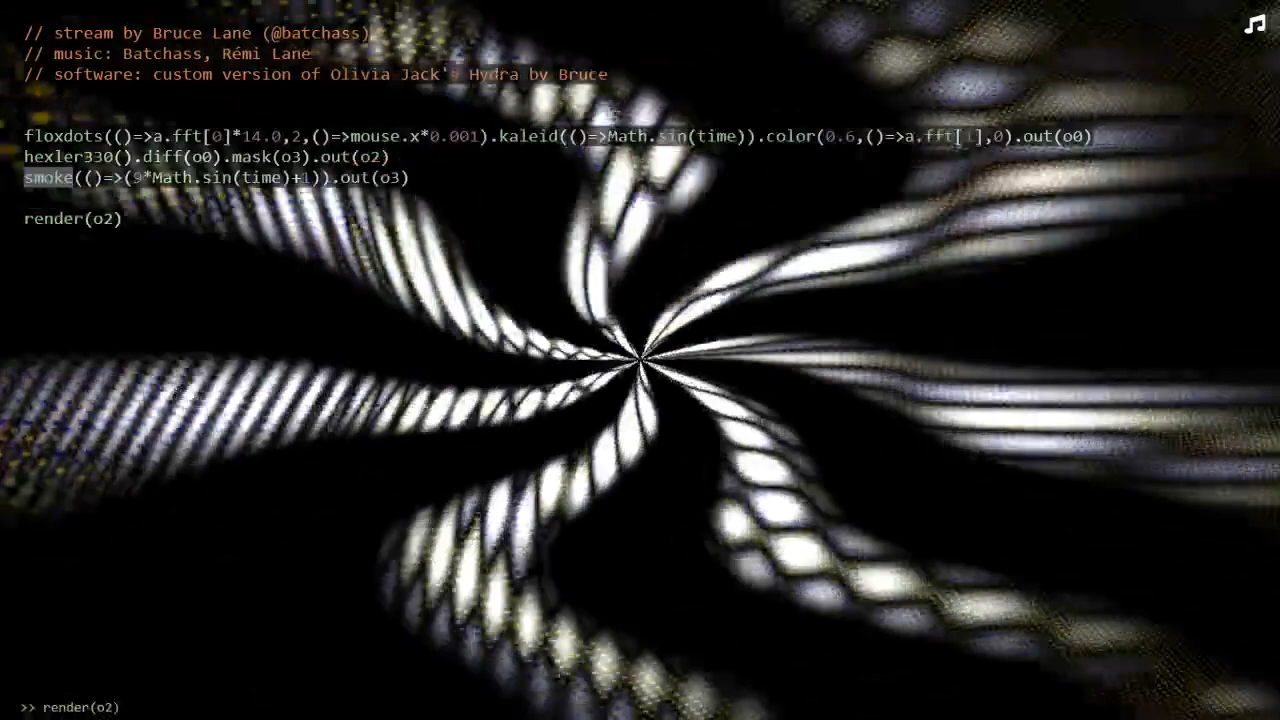 // stream by Bruce Lane (@batchass)
// music: Batchass, Rémi Lane
// software: custom version of Olivia Jack's Hydra by Bruce
floxdots(()=>a.fft[0]*14.0,2,()=>mouse.x*0.001).kaleid(()=>Math.sin(time)).color(0.6,()=>a.fft[1],0).out(o0)
hexler330().diff(o0).mask(o3).out(o2)
smoke(()=>(9*Math.sin(time)+1)).out(o3)
render(o2)
>> render(o2)